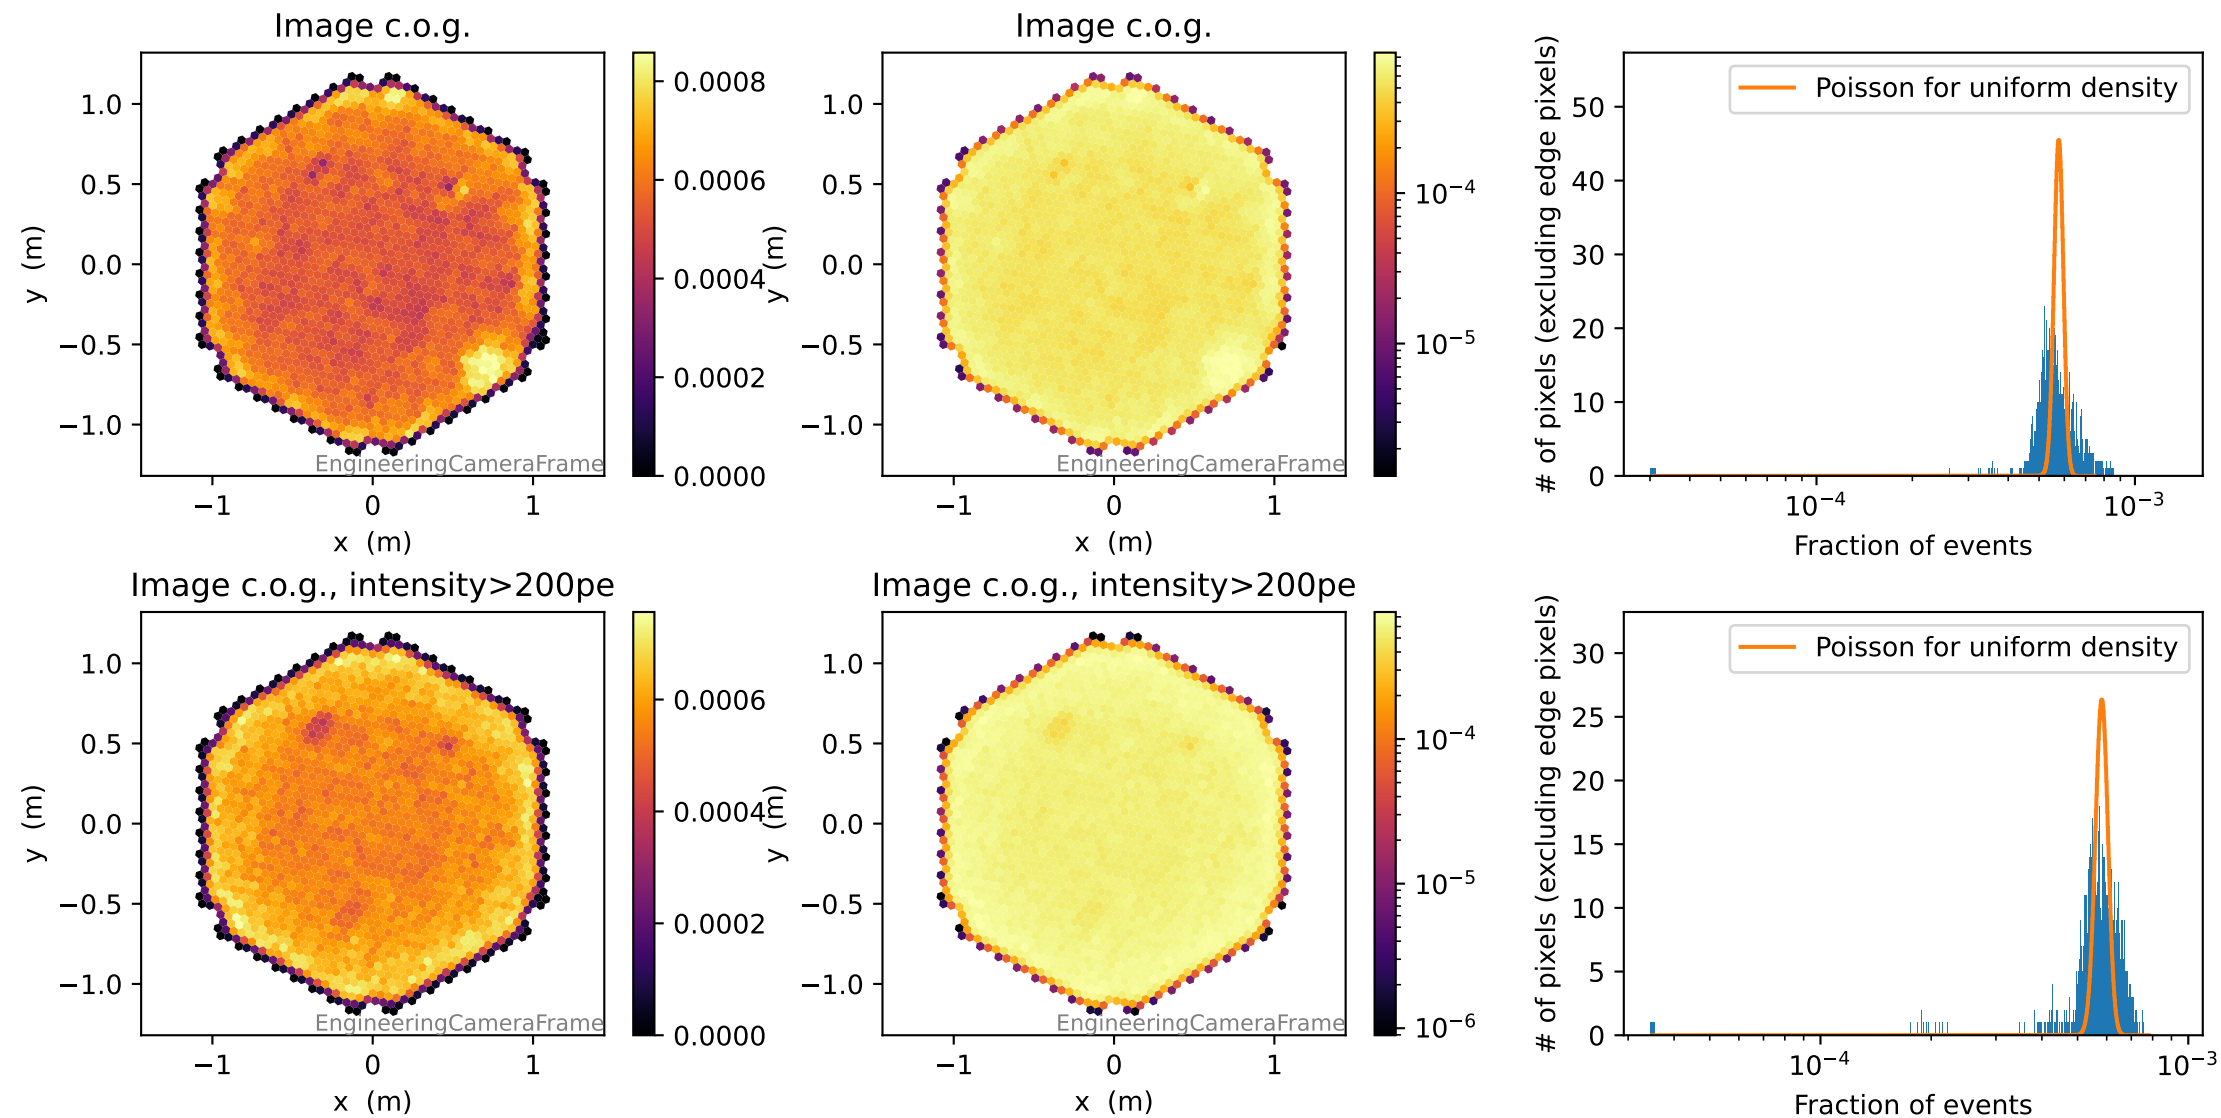 Image c.o.g.
1.0
0.5
0.0
−0.5
−1.0
y (m)
−1
0
1
x (m)
EngineeringCameraFrame
0.0008
0.0006
0.0004
0.0002
0.0000
Image c.o.g.
1.0
0.5
0.0
−0.5
−1.0
y (m)
−1
0
1
x (m)
EngineeringCameraFrame
10⁻⁴
10⁻⁵
# of pixels (excluding edge pixels)
50
40
30
20
10
0
Poisson for uniform density
10⁻⁴
10⁻³
Fraction of events
Image c.o.g., intensity>200pe
1.0
0.5
0.0
−0.5
−1.0
y (m)
−1
0
1
x (m)
EngineeringCameraFrame
0.0006
0.0004
0.0002
0.0000
Image c.o.g., intensity>200pe
1.0
0.5
0.0
−0.5
−1.0
y (m)
−1
0
1
x (m)
EngineeringCameraFrame
10⁻⁴
10⁻⁵
10⁻⁶
# of pixels (excluding edge pixels)
30
25
20
15
10
5
0
Poisson for uniform density
10⁻⁴
10⁻³
Fraction of events